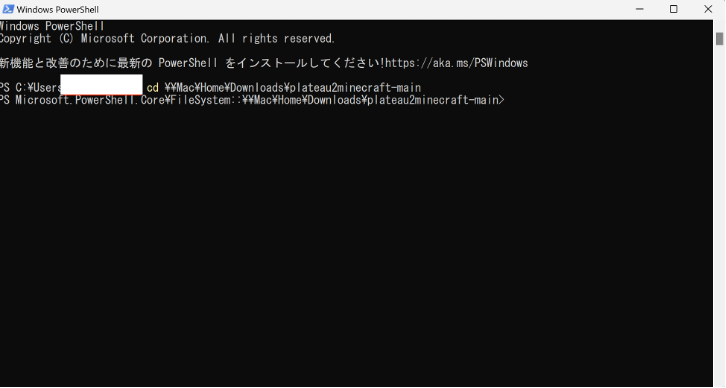 Windows PowerShell
Windows PowerShell
Copyright (C) Microsoft Corporation. All rights reserved.
新機能と改善のために最新の PowerShell をインストールしてください!https://aka.ms/PSWindows
PS C:¥Users cd ¥¥Mac¥Home¥Downloads¥plateau2minecraft-main
PS Microsoft.PowerShell.Core¥FileSystem::¥¥Mac¥Home¥Downloads¥plateau2minecraft-main>